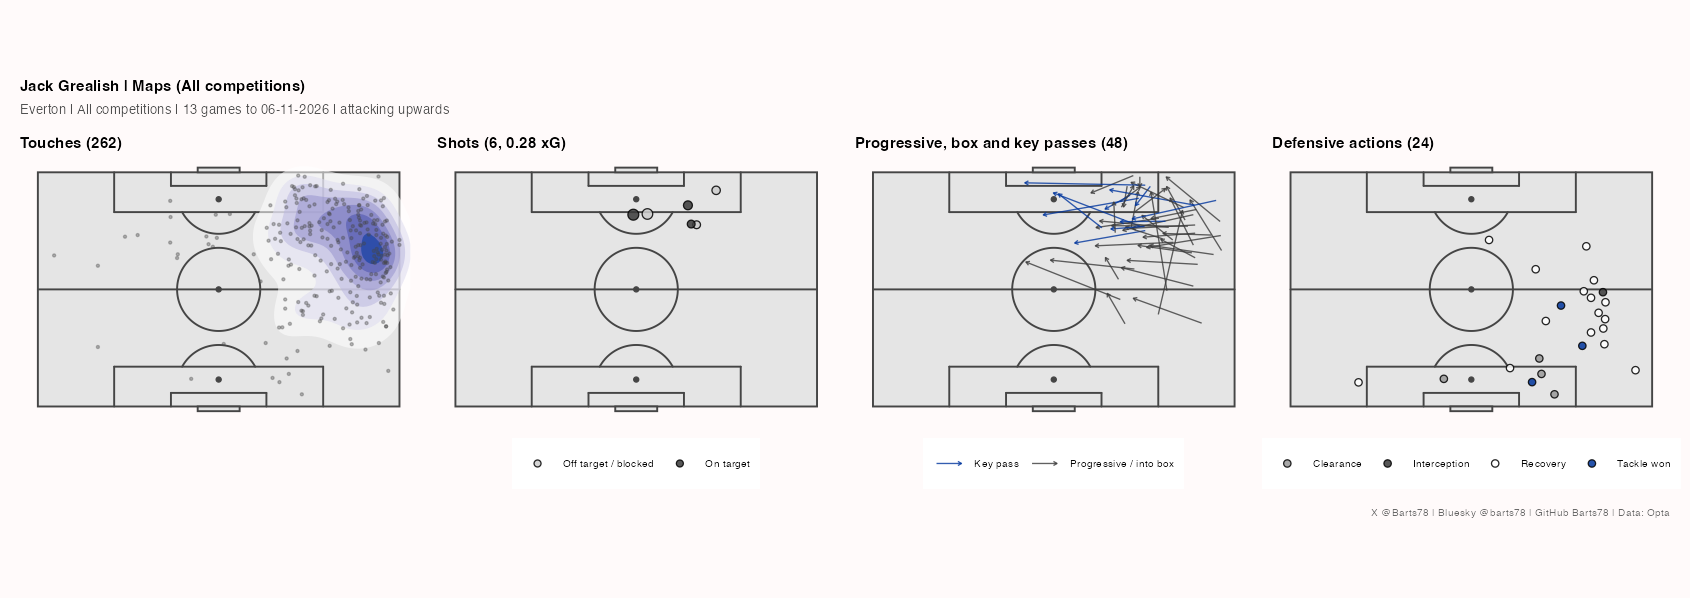 Jack Grealish | Maps (All competitions)
Everton | All competitions | 13 games to 06-11-2026 | attacking upwards
Touches (262)
Shots (6, 0.28 xG)
Progressive, box and key passes (48)
Defensive actions (24)
Off target / blocked
On target
Key pass
Progressive / into box
Clearance
Interception
Recovery
Tackle won
X @Barts78 | Bluesky @barts78 | GitHub Barts78 | Data: Opta